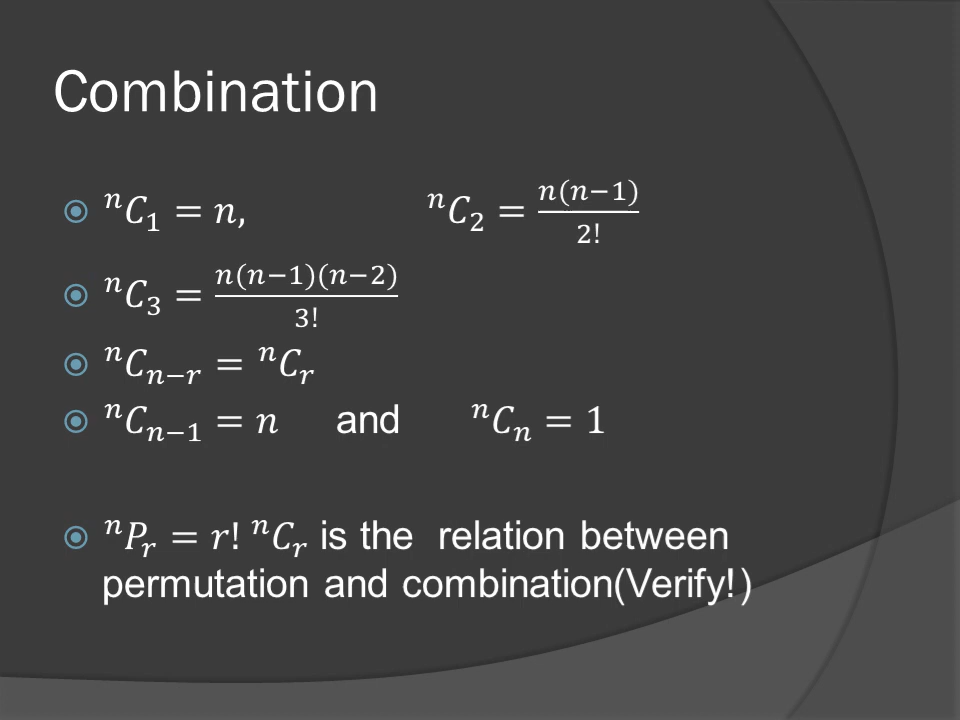 Combination
⦿ ⁿC₁ = n, ⁿC₂ = n(n−1)/2!
⦿ ⁿC₃ = n(n−1)(n−2)/3!
⦿ ⁿCₙ₋ᵣ = ⁿCᵣ
⦿ ⁿCₙ₋₁ = n and ⁿCₙ = 1
⦿ ⁿPᵣ = r! ⁿCᵣ is the relation between
permutation and combination(Verify!)